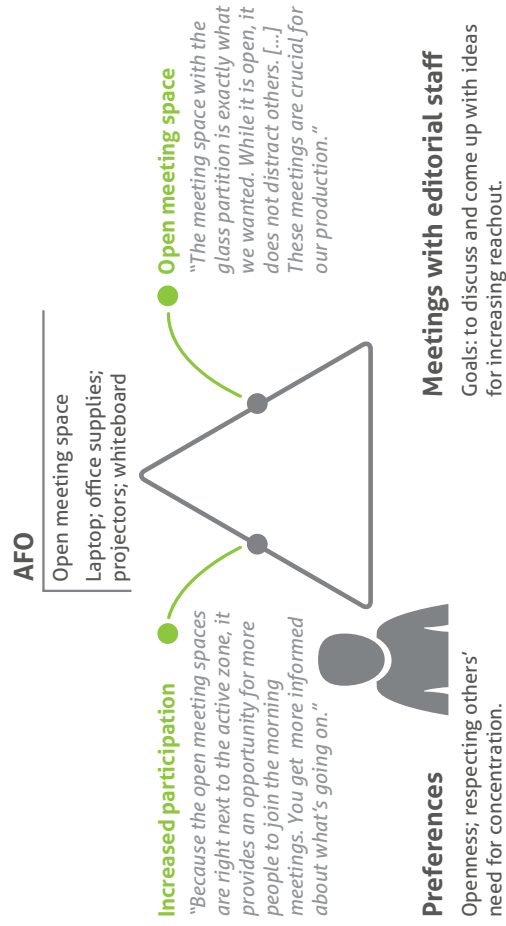 AFO
Open meeting space
Laptop; office supplies;
projectors; whiteboard
Increased participation
“Because the open meeting spaces
are right next to the active zone, it
provides an opportunity for more
people to join the morning
meetings. You get more informed
about what’s going on.”
Open meeting space
“The meeting space with the
glass partition is exactly what
we wanted. While it is open, it
does not distract others. [...]
These meetings are crucial for
our production.”
Preferences
Openness; respecting others’
need for concentration.
Meetings with editorial staff
Goals: to discuss and come up with ideas
for increasing reachout.